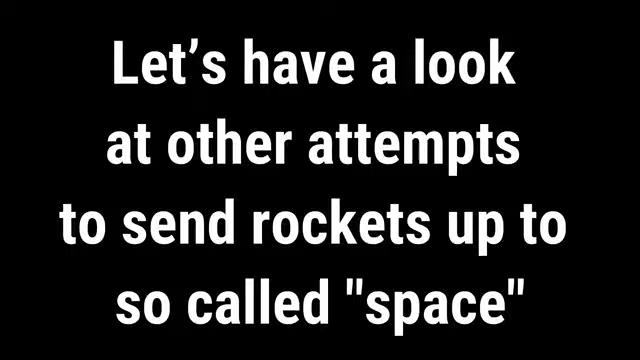 Let’s have a look
at other attempts
to send rockets up to
so called "space"